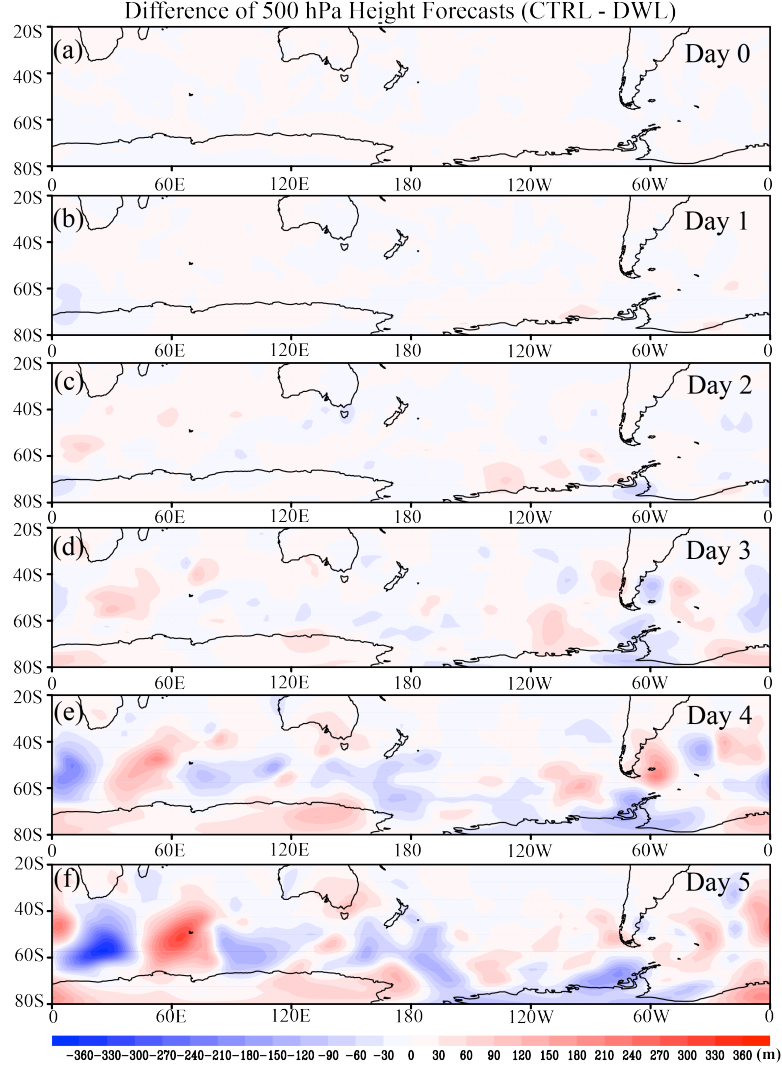 Difference of 500 hPa Height Forecasts (CTRL - DWL)
20S
(a)
Day 0
40S
60S
80S
0 60E 120E 180 120W 60W 0
20S
(b)
Day 1
40S
60S
80S
0 60E 120E 180 120W 60W 0
20S
(c)
Day 2
40S
60S
80S
0 60E 120E 180 120W 60W 0
20S
(d)
Day 3
40S
60S
80S
0 60E 120E 180 120W 60W 0
20S
(e)
Day 4
40S
60S
80S
0 60E 120E 180 120W 60W 0
20S
(f)
Day 5
40S
60S
80S
0 60E 120E 180 120W 60W 0
-360 -330 -300 -270 -240 -210 -180 -150 -120 -90 -60 -30 0 30 60 90 120 150 180 210 240 270 300 330 360 (m)